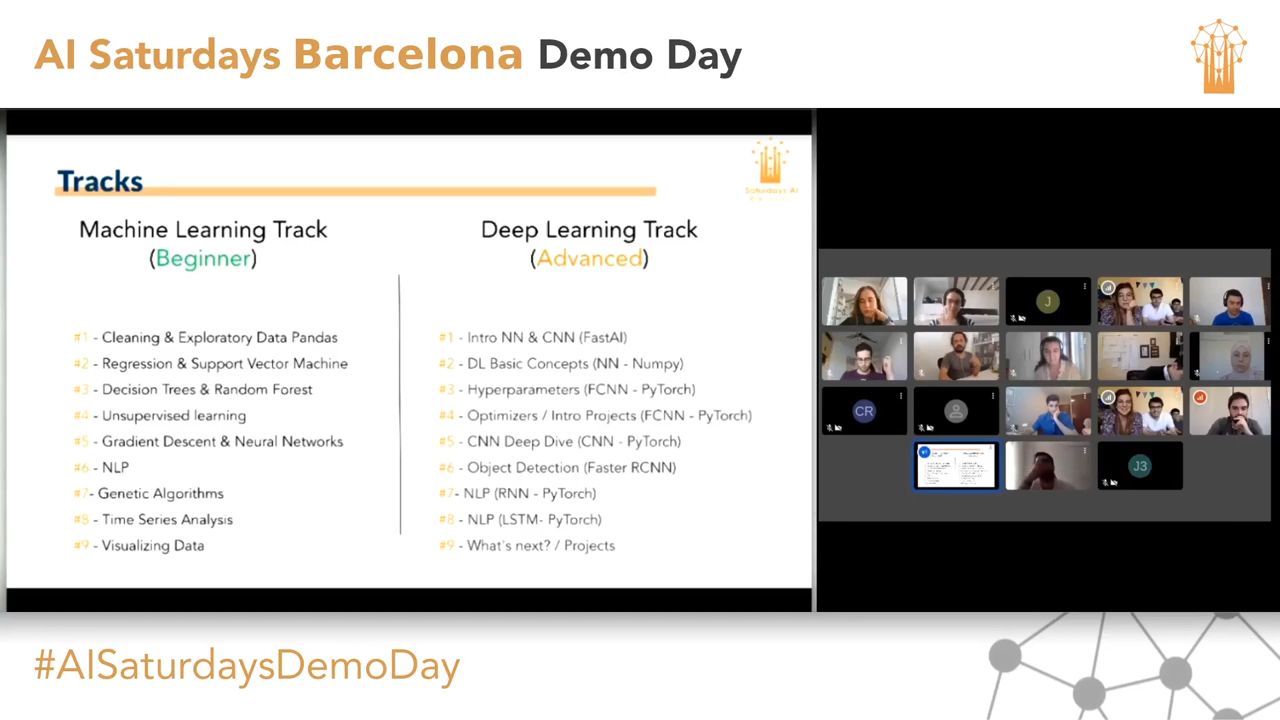 AI Saturdays Barcelona Demo Day
Tracks
Saturdays AI
Machine Learning Track
(Beginner)
#1 - Cleaning & Exploratory Data Pandas
#2 - Regression & Support Vector Machine
#3 - Decision Trees & Random Forest
#4 - Unsupervised learning
#5 - Gradient Descent & Neural Networks
#6 - NLP
#7- Genetic Algorithms
#8 - Time Series Analysis
#9 - Visualizing Data
Deep Learning Track
(Advanced)
#1 - Intro NN & CNN (FastAI)
#2 - DL Basic Concepts (NN - Numpy)
#3 - Hyperparameters (FCNN - PyTorch)
#4 - Optimizers / Intro Projects (FCNN - PyTorch)
#5 - CNN Deep Dive (CNN - PyTorch)
#6 - Object Detection (Faster RCNN)
#7- NLP (RNN - PyTorch)
#8 - NLP (LSTM- PyTorch)
#9 - What's next? / Projects
J
CR
J3
#AISaturdaysDemoDay